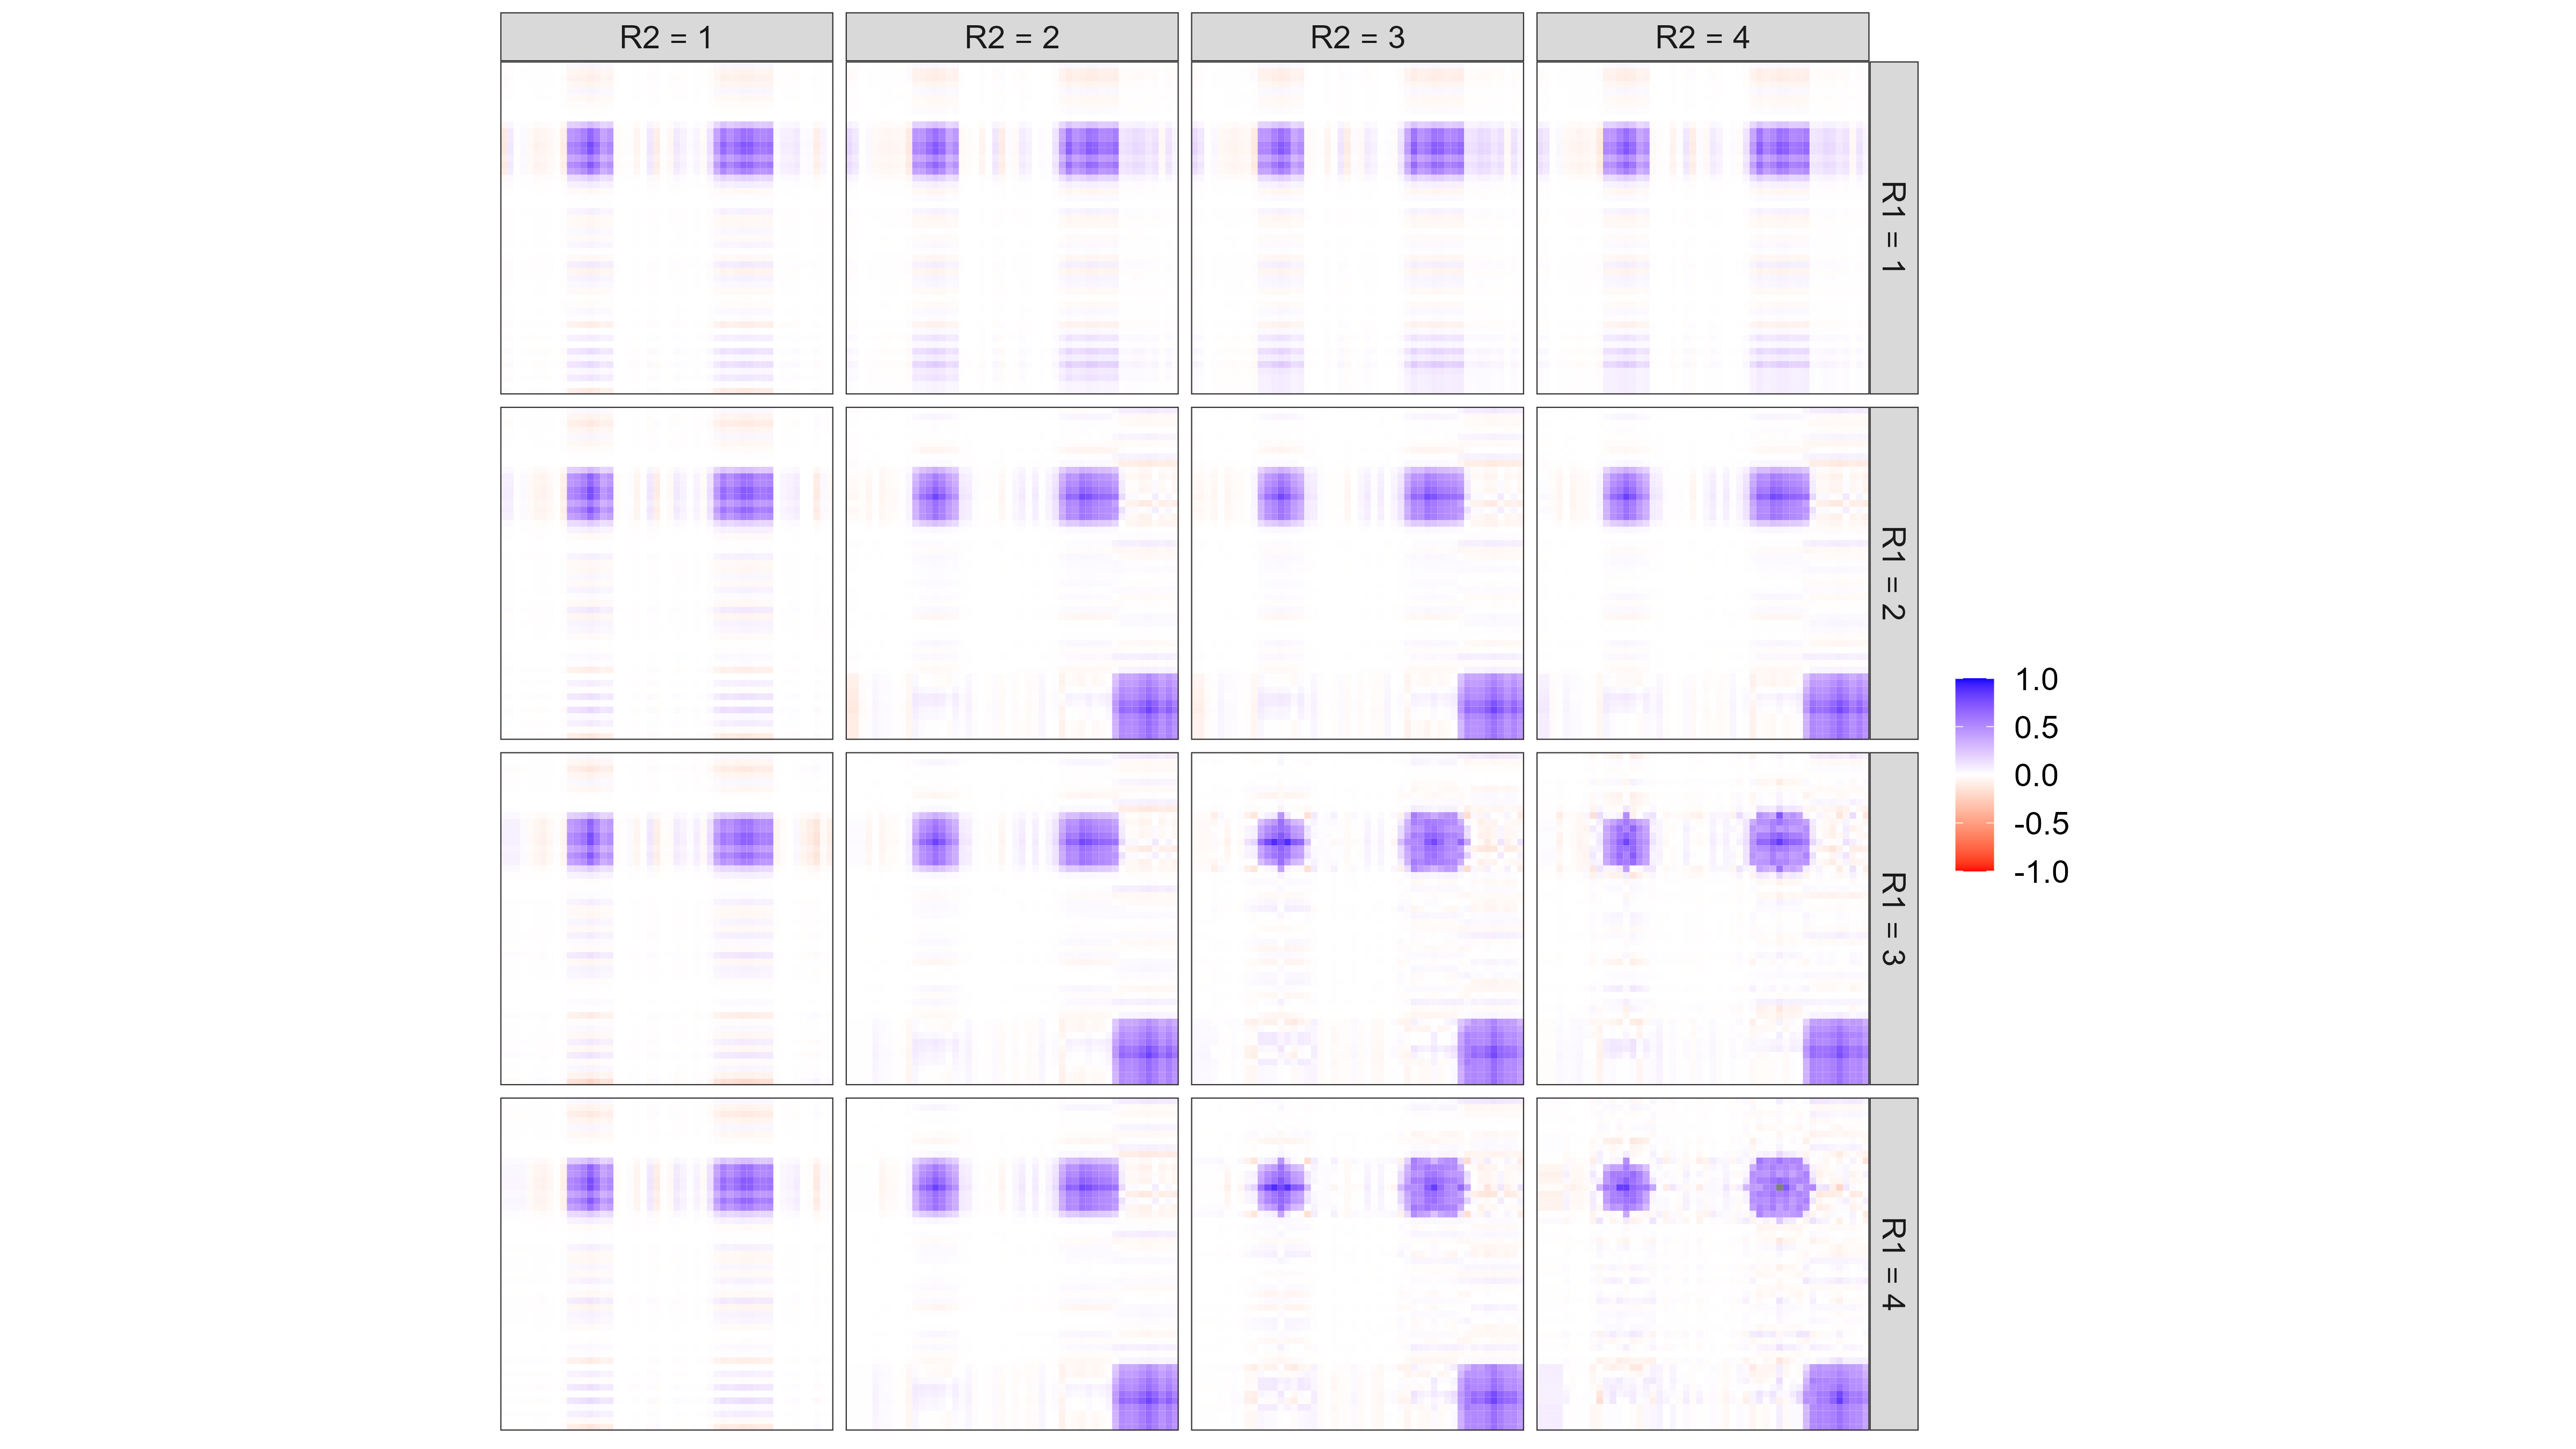 R2 = 1
R2 = 2
R2 = 3
R2 = 4
R1 = 1
R1 = 2
R1 = 3
R1 = 4
1.0
0.5
0.0
-0.5
-1.0